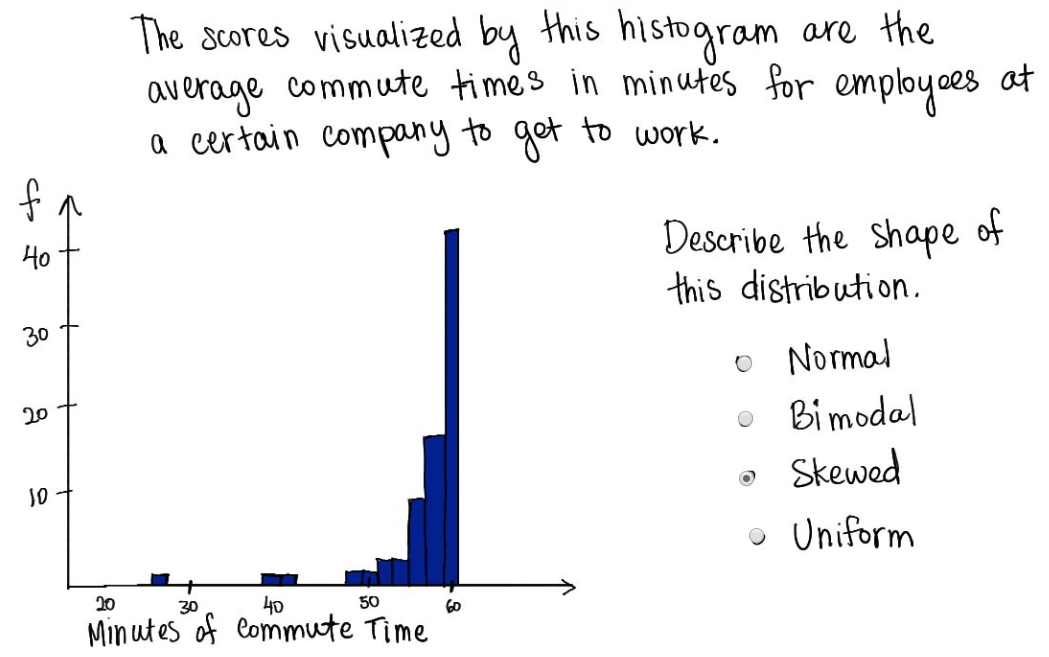 The scores visualized by this histogram are the
average commute times in minutes for employees at
a certain company to get to work.
f
40
30
20
10
20 30 40 50 60
Minutes of Commute Time
Describe the shape of
this distribution.
Normal
Bimodal
Skewed
Uniform